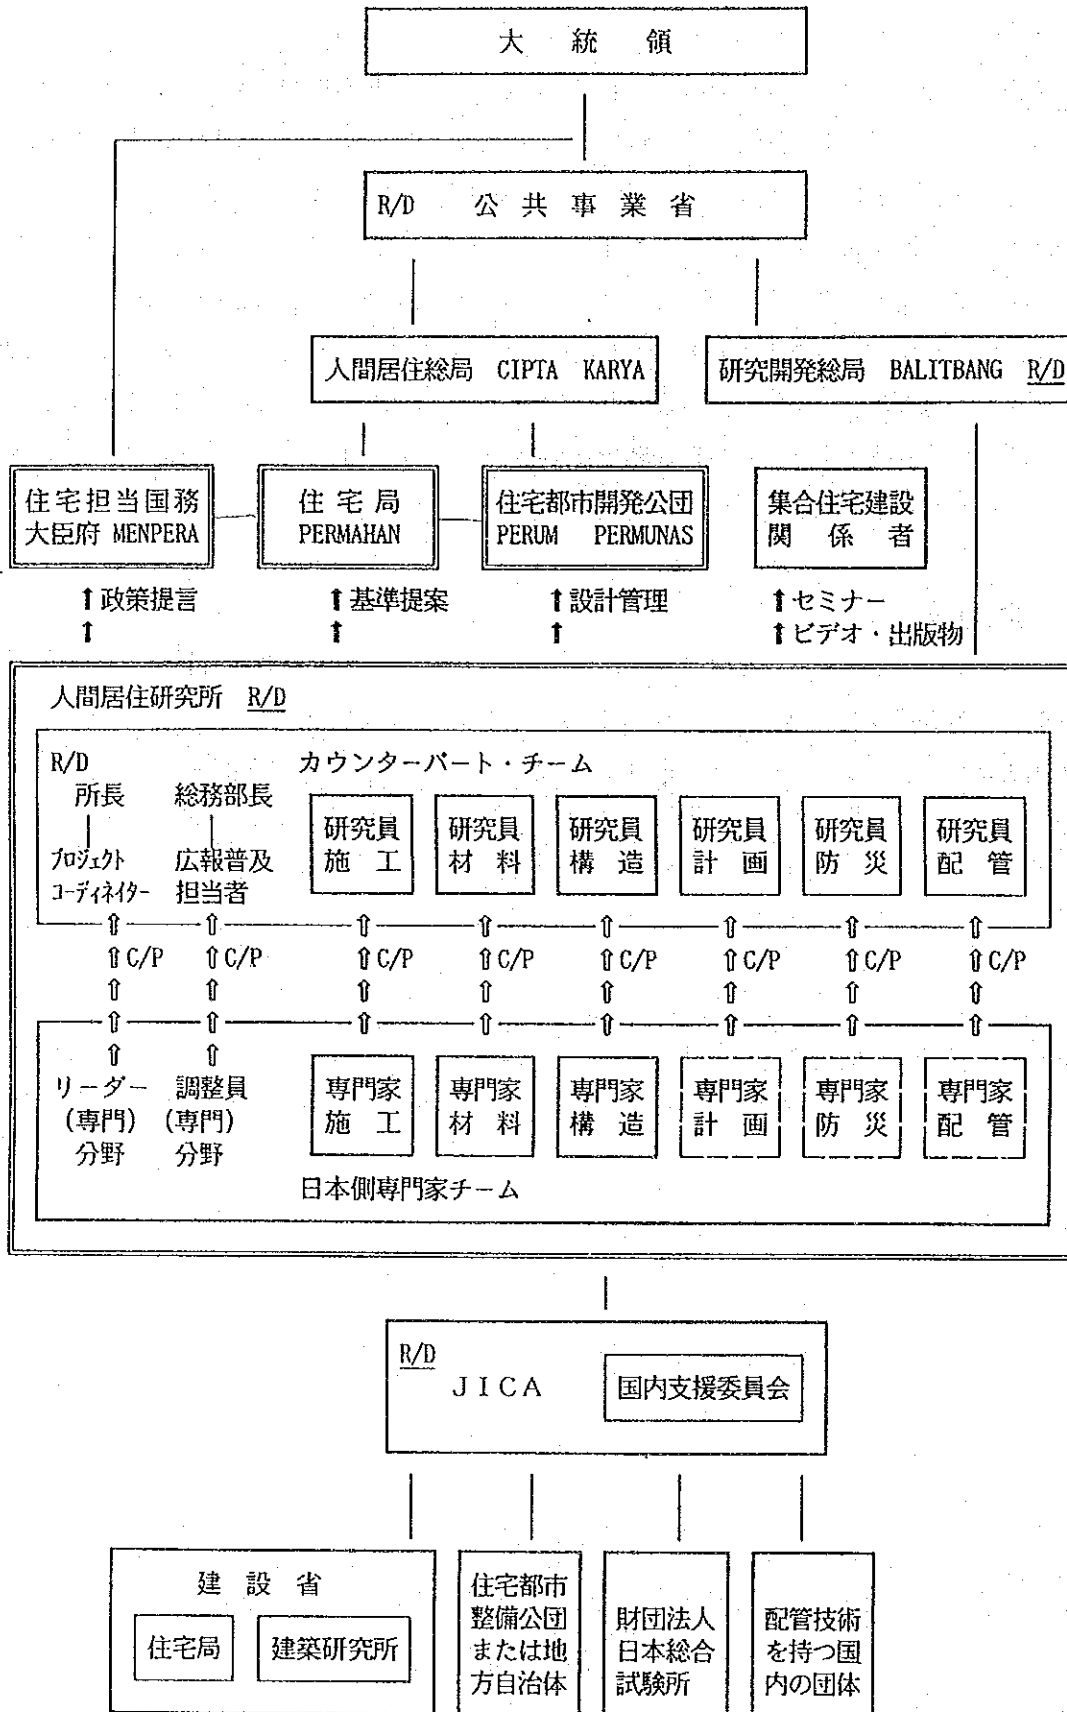 大 統 領
R/D 公 共 事 業 省
人間居住総局 CIPTA KARYA
研究開発総局 BALITBANG R/D
住宅担当国務
大臣府 MENPERA
住 宅 局
PERMAHAN
住宅都市開発公団
PERUM PERMUNAS
集合住宅建設
関 係 者
⬆政策提言
⬆
⬆基準提案
⬆
⬆設計管理
⬆
⬆セミナー
⬆ビデオ・出版物
人間居住研究所 R/D
R/D
所長
総務部長
カウンターパート・チーム
プロジェクト
コーディネイター
広報普及
担当者
研究員
施 工
研究員
材 料
研究員
構 造
研究員
計 画
研究員
防 災
研究員
配 管
⇧C/P ⇧C/P ⇧C/P ⇧C/P ⇧C/P ⇧C/P ⇧C/P ⇧C/P
リーダー
(専門)
分野
調整員
(専門)
分野
専門家
施 工
専門家
材 料
専門家
構 造
専門家
計 画
専門家
防 災
専門家
配 管
日本側専門家チーム
R/D
JICA
国内支援委員会
建 設 省
住宅局
建築研究所
住宅都市
整備公団
または地
方自治体
財団法人
日本総合
試験所
配管技術
を持つ国
内の団体